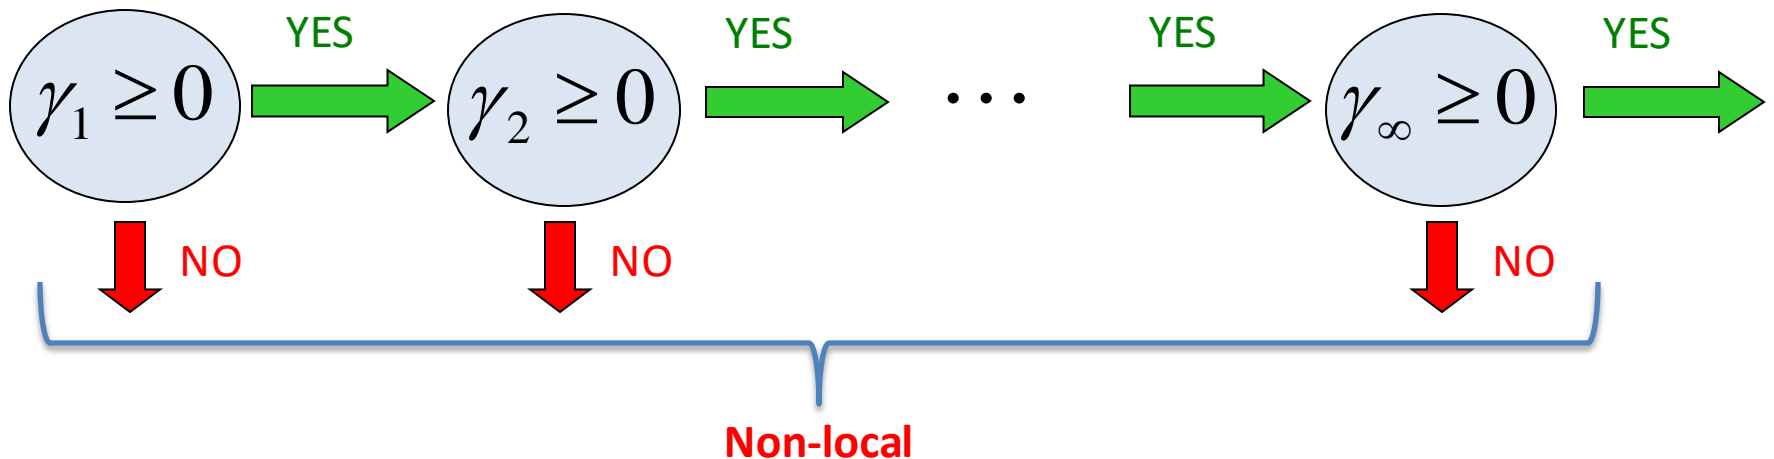 YES YES YES YES
γ₁ ≥ 0 γ₂ ≥ 0 ··· γ∞ ≥ 0
NO NO NO
Non-local